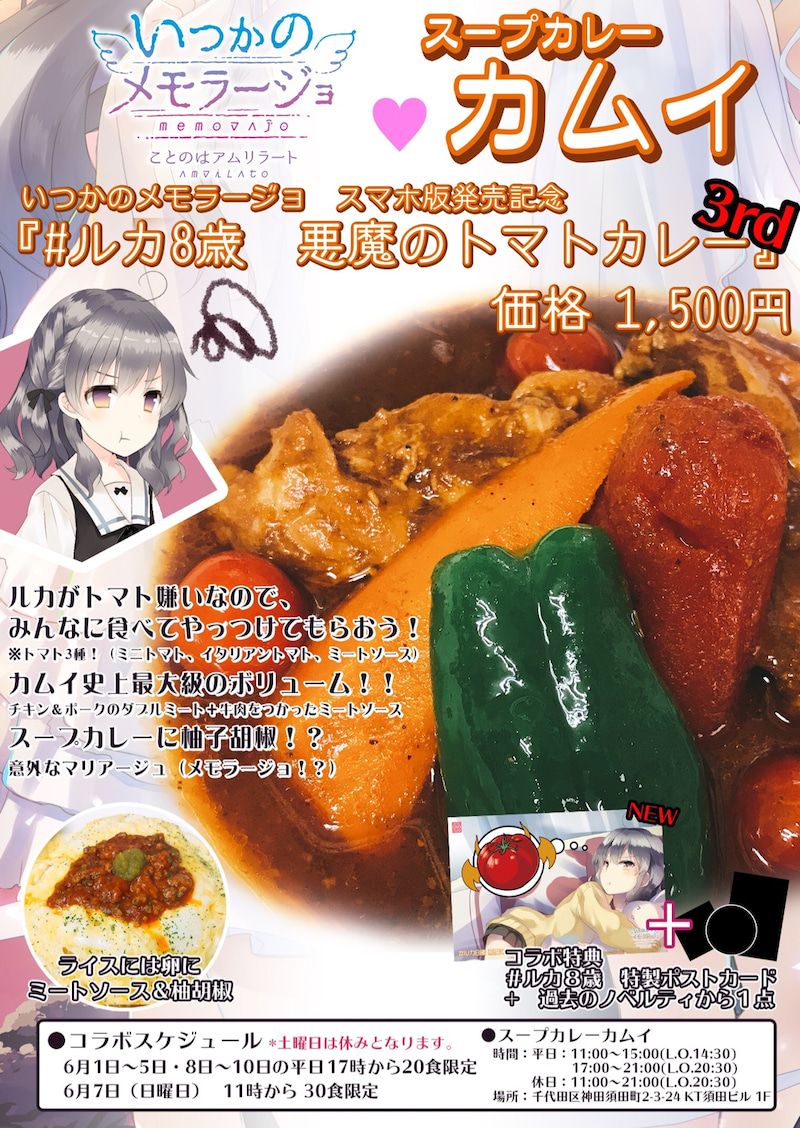 いつかの
メモラージョ
memorajo
ことのはアムリラート
AMRILLATO
スープカレー
カムイ
いつかのメモラージョ　スマホ版発売記念
『#ルカ8歳　悪魔のトマトカレー』
3rd
価格 1,500円
ルカがトマト嫌いなので、
みんなに食べてやっつけてもらおう！
※トマト3種！（ミニトマト、イタリアントマト、ミートソース）
カムイ史上最大級のボリューム！！
チキン＆ポークのダブルミート＋牛肉をつかったミートソース
スープカレーに柚子胡椒！？
意外なマリアージュ（メモラージョ！？）
ライスには卵に
ミートソース＆柚胡椒
NEW
+
コラボ特典
#ルカ８歳　特製ポストカード
+　過去のノベルティから１点
●コラボスケジュール *土曜日は休みとなります。
6月1日～5日・8日～10日の平日17時から20食限定
6月7日（日曜日）　11時から 30食限定
●スープカレーカムイ
時間：平日：11:00～15:00(L.O.14:30)
17:00～21:00(L.O.20:30)
休日：11:00～21:00(L.O.20:30)
場所：千代田区神田須田町2-3-24 KT須田ビル 1F